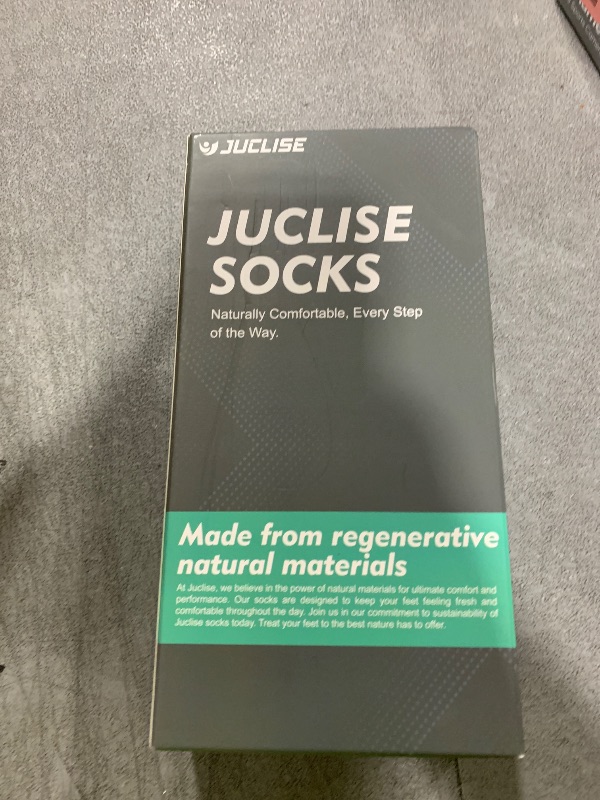 JUCLISE
JUCLISE
SOCKS
Naturally Comfortable, Every Step
of the Way.
Made from regenerative
natural materials
At Juclise, we believe in the power of natural materials for ultimate comfort and
performance. Our socks are designed to keep your feet feeling fresh and
comfortable throughout the day. Join us in our commitment to sustainability of
Juclise socks today. Treat your feet to the best nature has to offer.